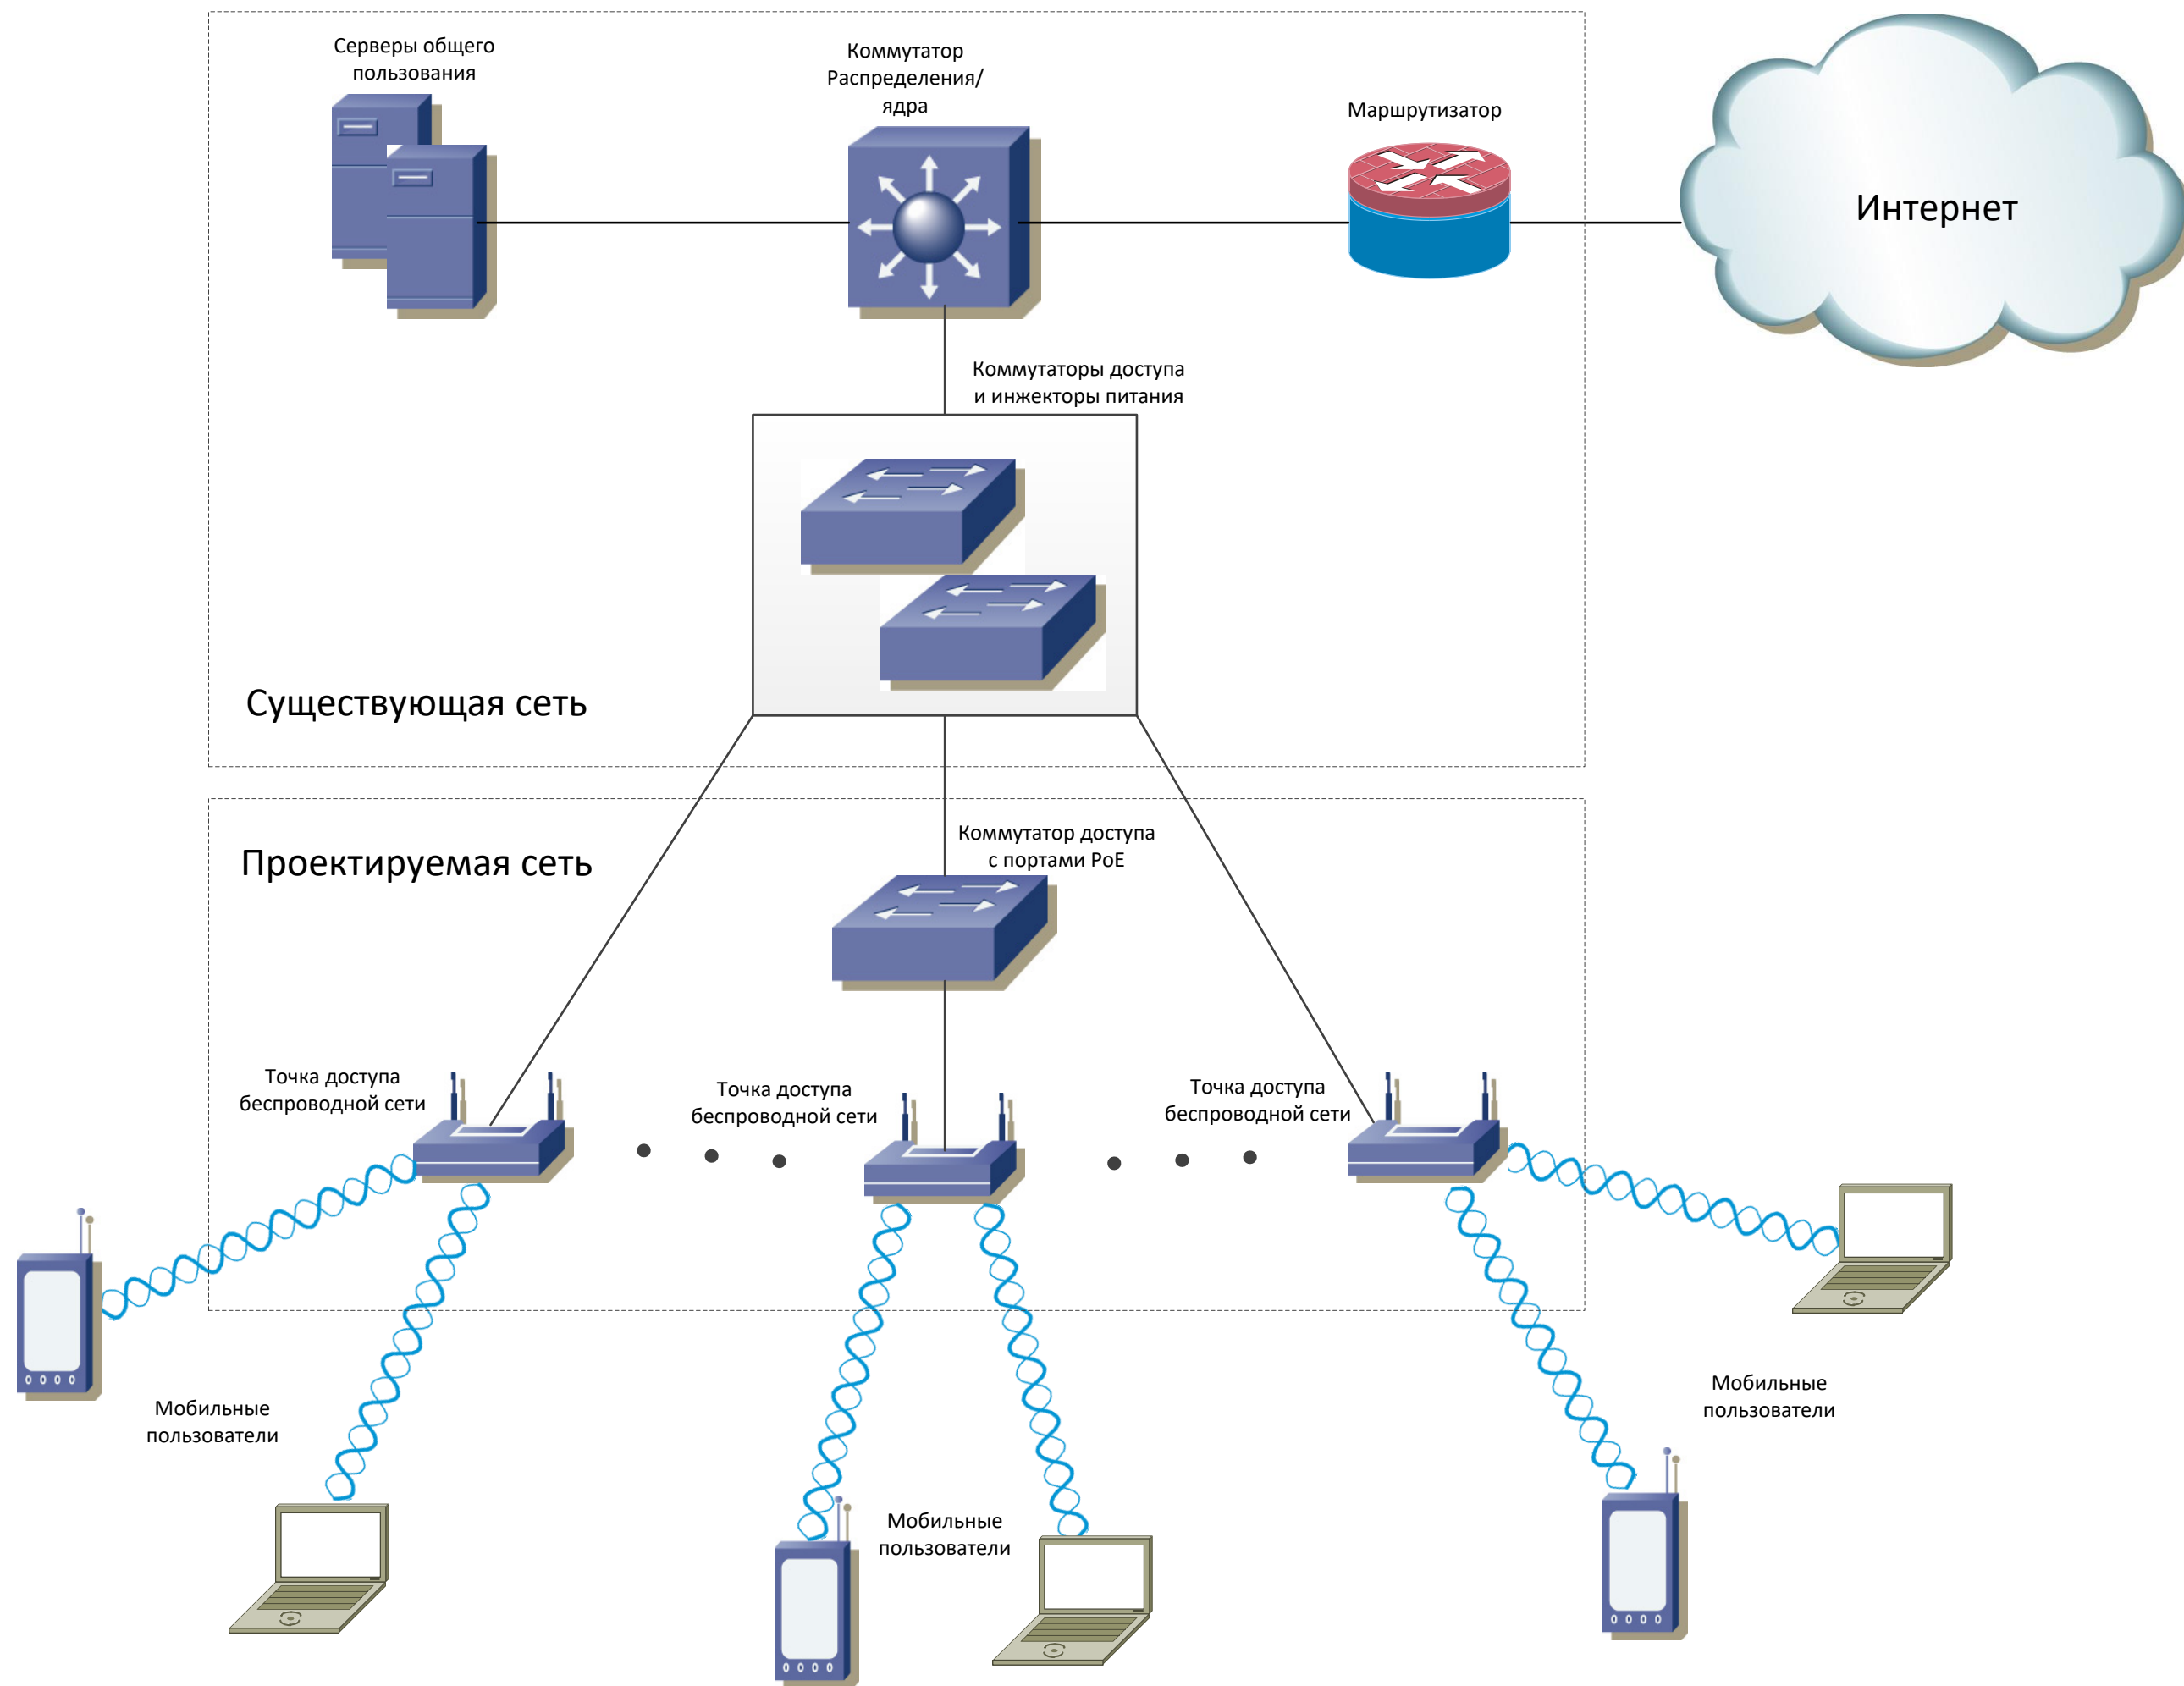 Серверы общего
пользования
Коммутатор
Распределения/
ядра
Маршрутизатор
Интернет
Коммутаторы доступа
и инжекторы питания
Существующая сеть
Проектируемая сеть
Коммутатор доступа
с портами PoE
Точка доступа
беспроводной сети
Точка доступа
беспроводной сети
Точка доступа
беспроводной сети
Мобильные
пользователи
Мобильные
пользователи
Мобильные
пользователи